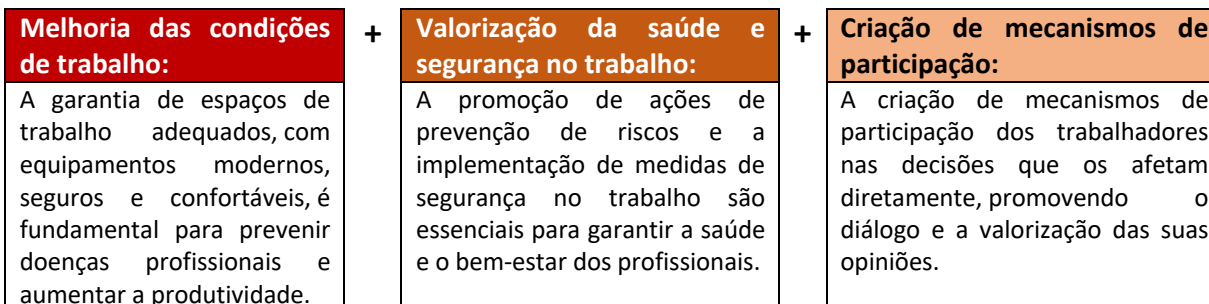 Melhoria das condições
de trabalho:
A garantia de espaços de
trabalho adequados, com
equipamentos modernos,
seguros e confortáveis, é
fundamental para prevenir
doenças profissionais e
aumentar a produtividade.
+
Valorização da saúde e
segurança no trabalho:
A promoção de ações de
prevenção de riscos e a
implementação de medidas de
segurança no trabalho são
essenciais para garantir a saúde
e o bem-estar dos profissionais.
+
Criação de mecanismos de
participação:
A criação de mecanismos de
participação dos trabalhadores
nas decisões que os afetam
diretamente, promovendo o
diálogo e a valorização das suas
opiniões.